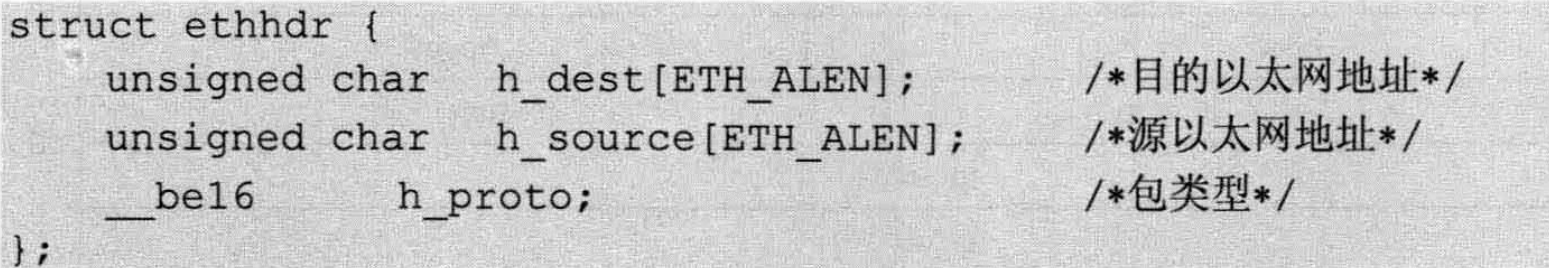 struct ethhdr {
    unsigned char   h_dest[ETH_ALEN];       /*目的以太网地址*/
    unsigned char   h_source[ETH_ALEN];     /*源以太网地址*/
    __be16      h_proto;                    /*包类型*/
};